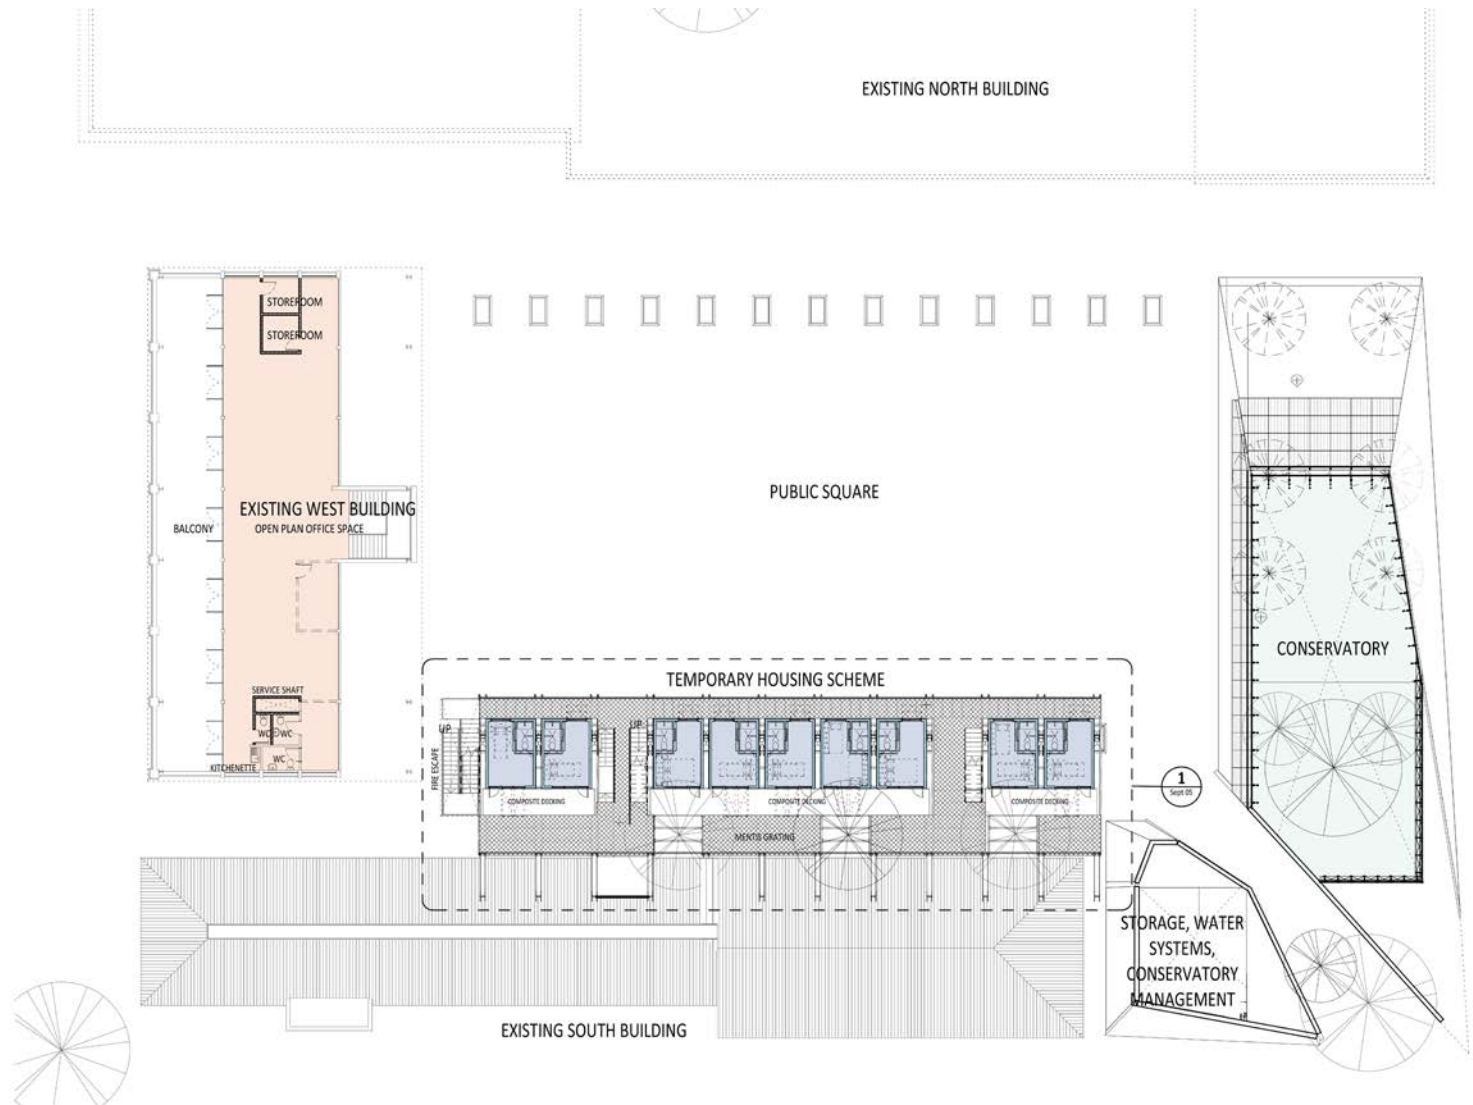 EXISTING NORTH BUILDING
STOREROOM
STOREROOM
PUBLIC SQUARE
EXISTING WEST BUILDING
BALCONY
OPEN PLAN OFFICE SPACE
CONSERVATORY
TEMPORARY HOUSING SCHEME
SERVICE SHAFT
UP
UP
WC
WC
WC
KITCHENETTE
FIRE ESCAPE
1
Sept 05
COMPOSITE DECKING
COMPOSITE DECKING
COMPOSITE DECKING
MENTIS GRATING
STORAGE, WATER
SYSTEMS,
CONSERVATORY
MANAGEMENT
EXISTING SOUTH BUILDING